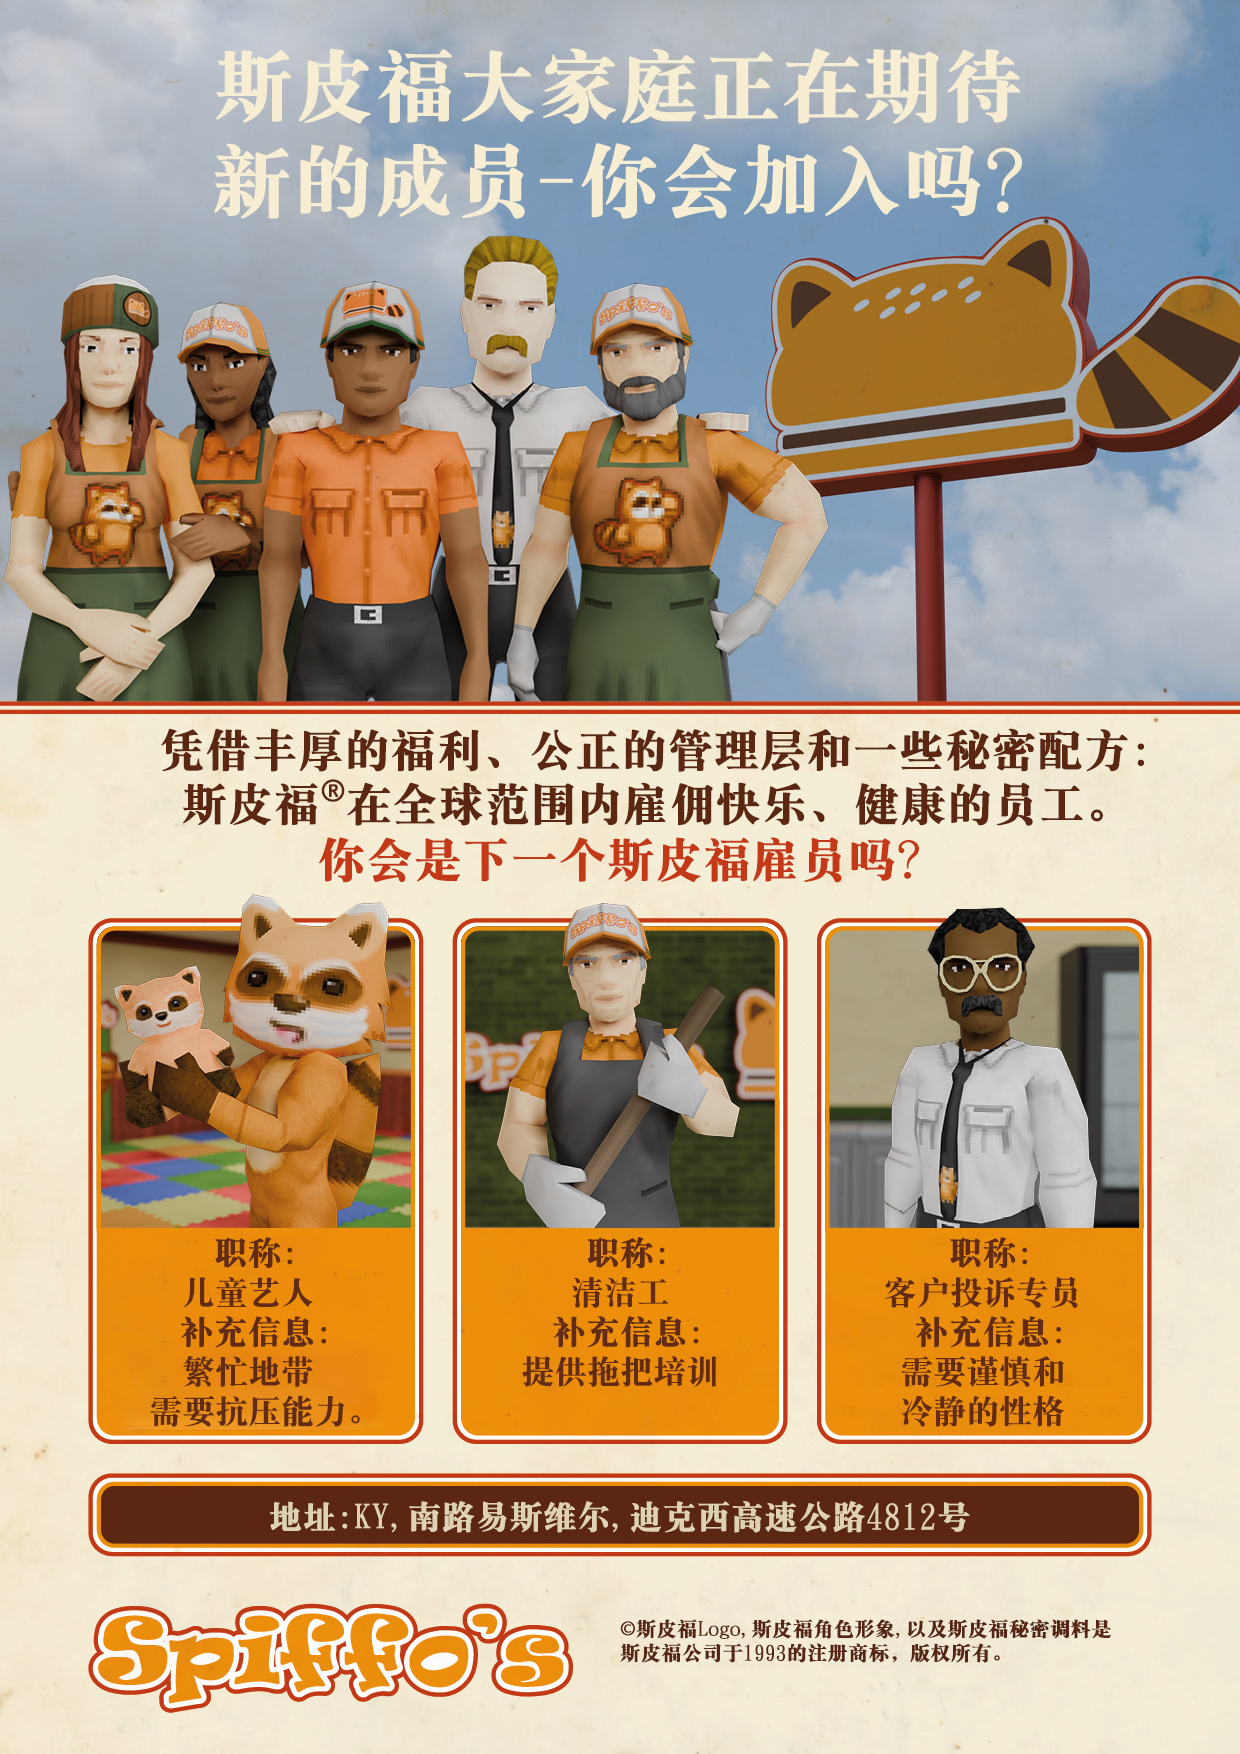 斯皮福大家庭正在期待
新的成员-你会加入吗?
Spiffo's
Spiffo's
凭借丰厚的福利、公正的管理层和一些秘密配方:
斯皮福®在全球范围内雇佣快乐、健康的员工。
你会是下一个斯皮福雇员吗?
Spiffo's
Spi
职称:
儿童艺人
补充信息:
繁忙地带
需要抗压能力。
职称:
清洁工
补充信息:
提供拖把培训
职称:
客户投诉专员
补充信息:
需要谨慎和
冷静的性格
地址:KY, 南路易斯维尔, 迪克西高速公路4812号
Spiffo's
©斯皮福Logo, 斯皮福角色形象, 以及斯皮福秘密调料是
斯皮福公司于1993的注册商标，版权所有。